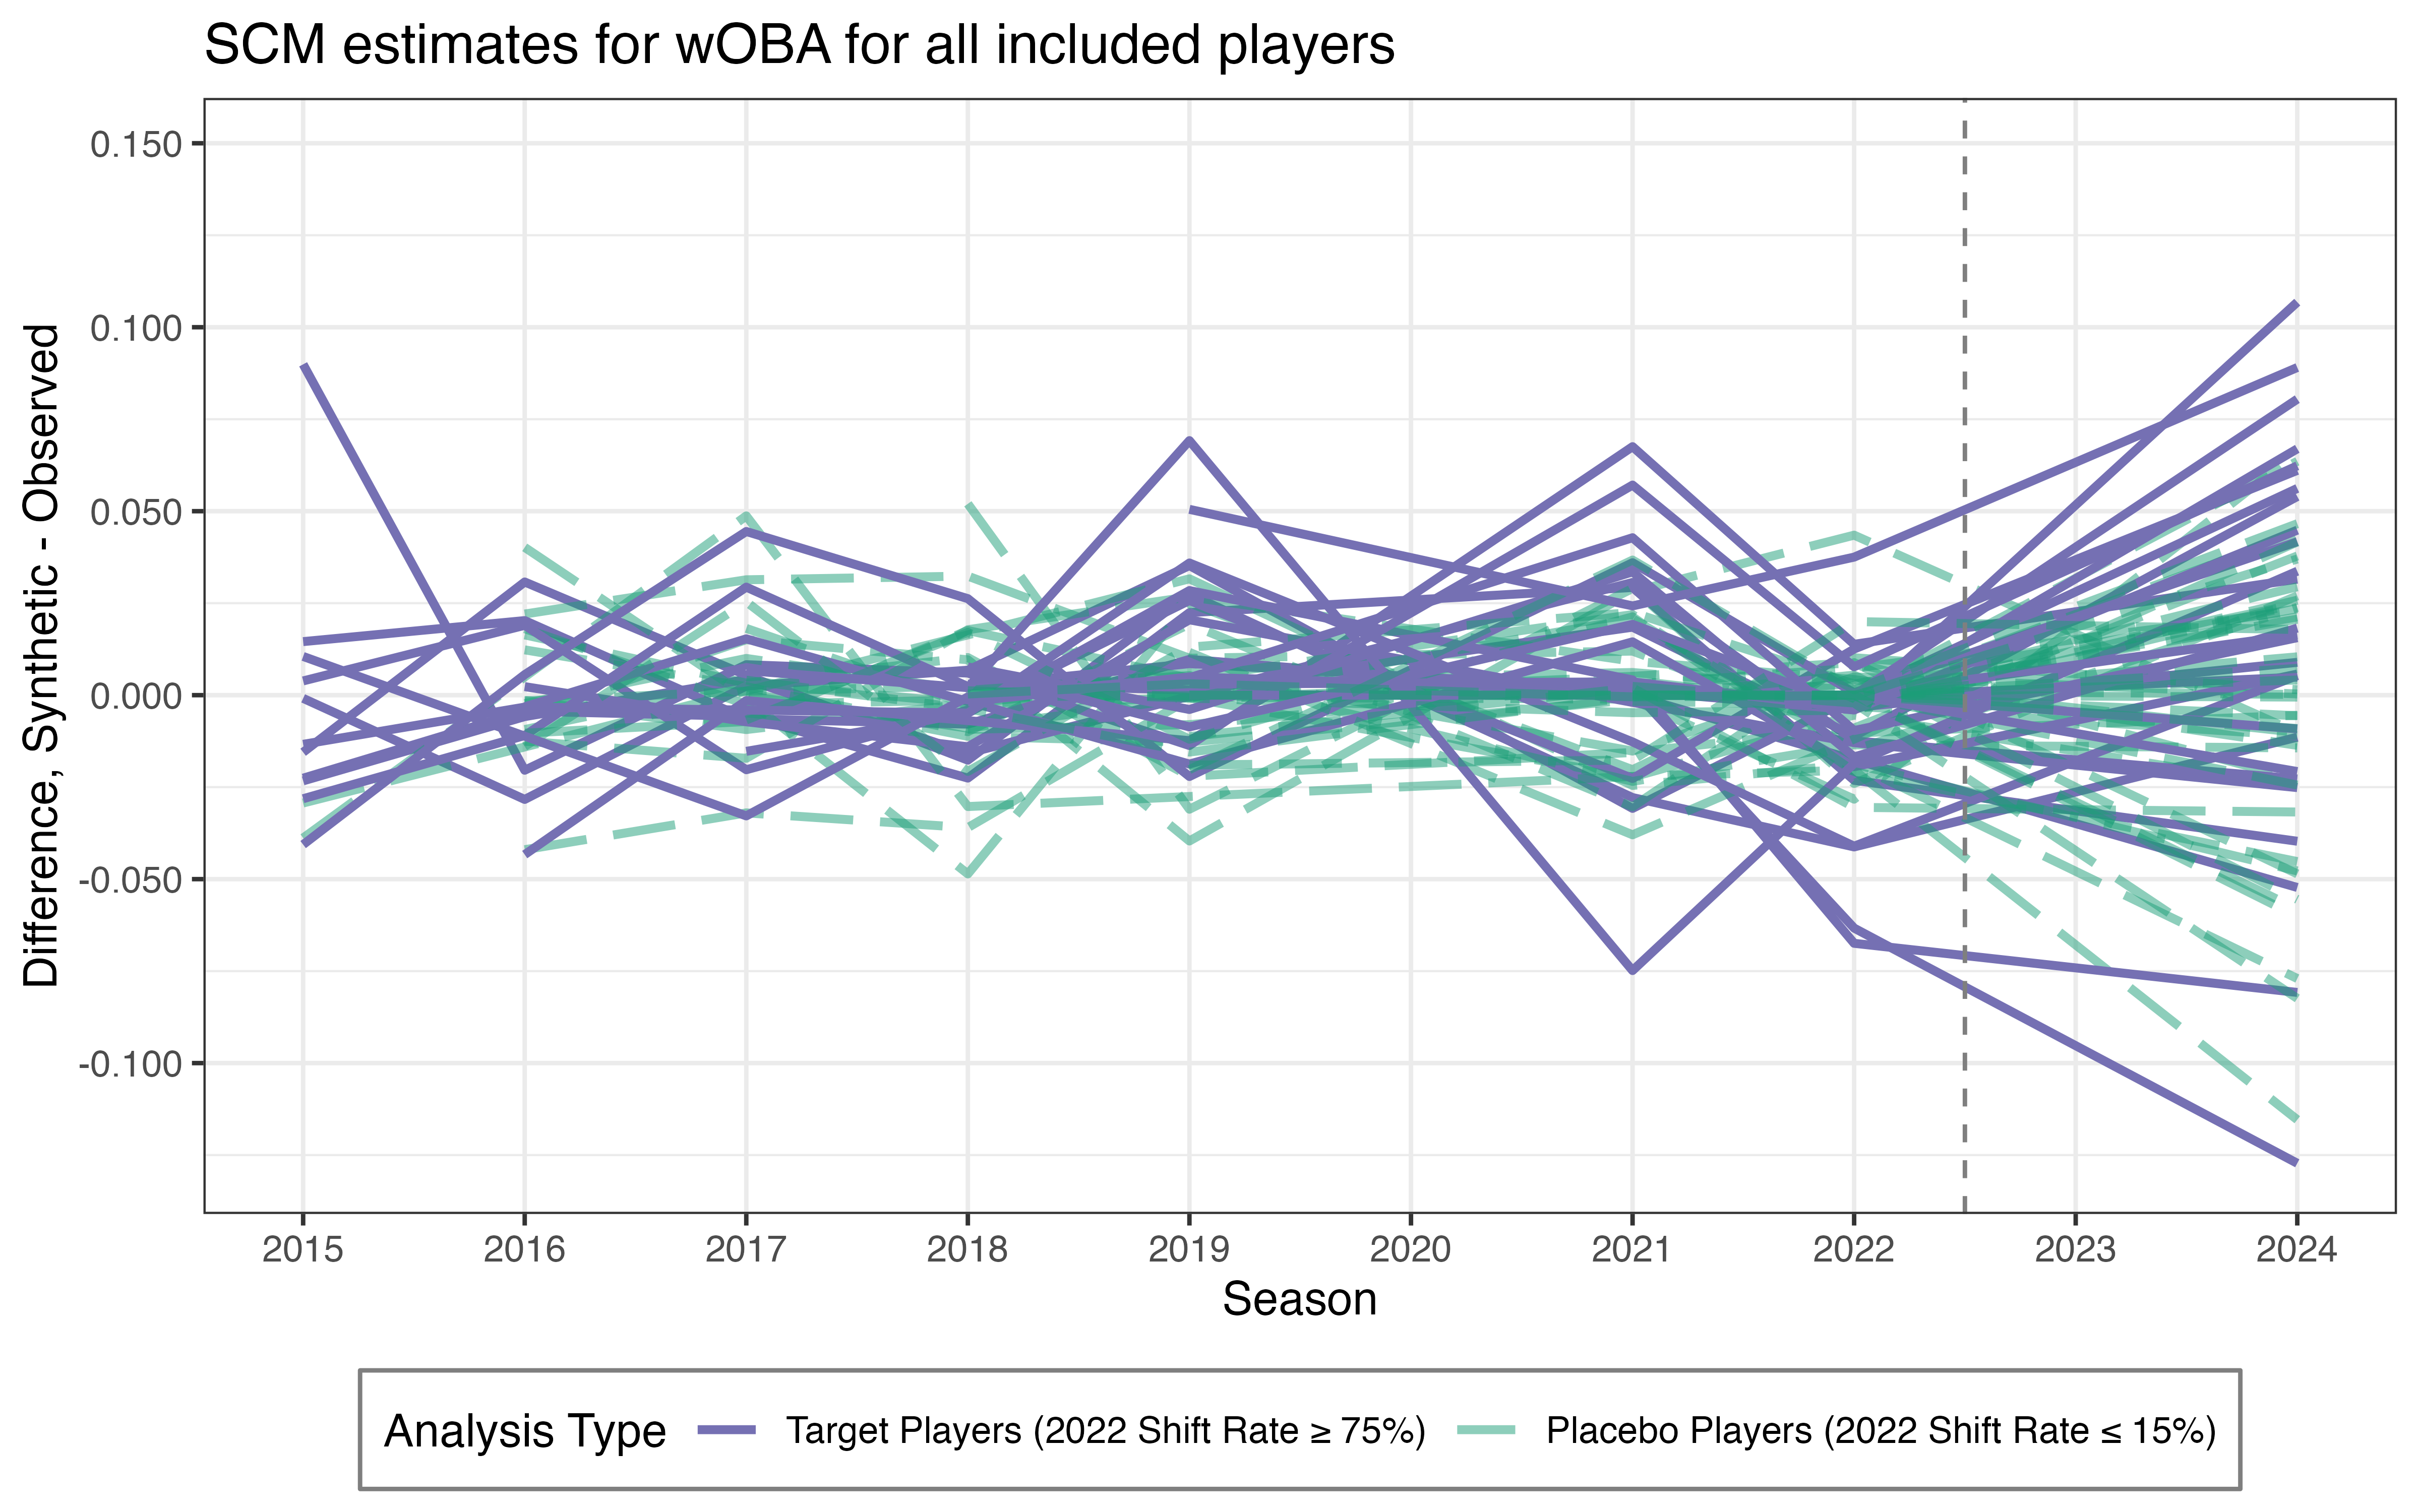 SCM estimates for wOBA for all included players
Difference, Synthetic - Observed
0.150
0.100
0.050
0.000
-0.050
-0.100
2015 2016 2017 2018 2019 2020 2021 2022 2023 2024
Season
Analysis Type Target Players (2022 Shift Rate ≥ 75%) Placebo Players (2022 Shift Rate ≤ 15%)